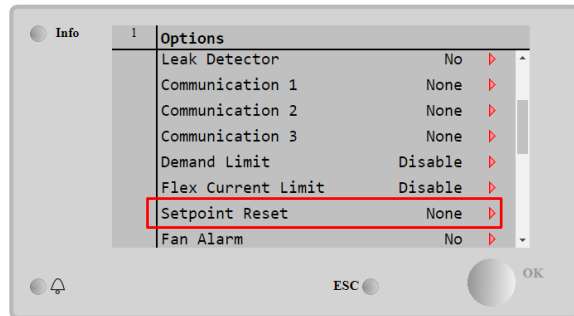 Info
1 Options
Leak Detector No
Communication 1 None
Communication 2 None
Communication 3 None
Demand Limit Disable
Flex Current Limit Disable
Setpoint Reset None
Fan Alarm No
ESC
OK